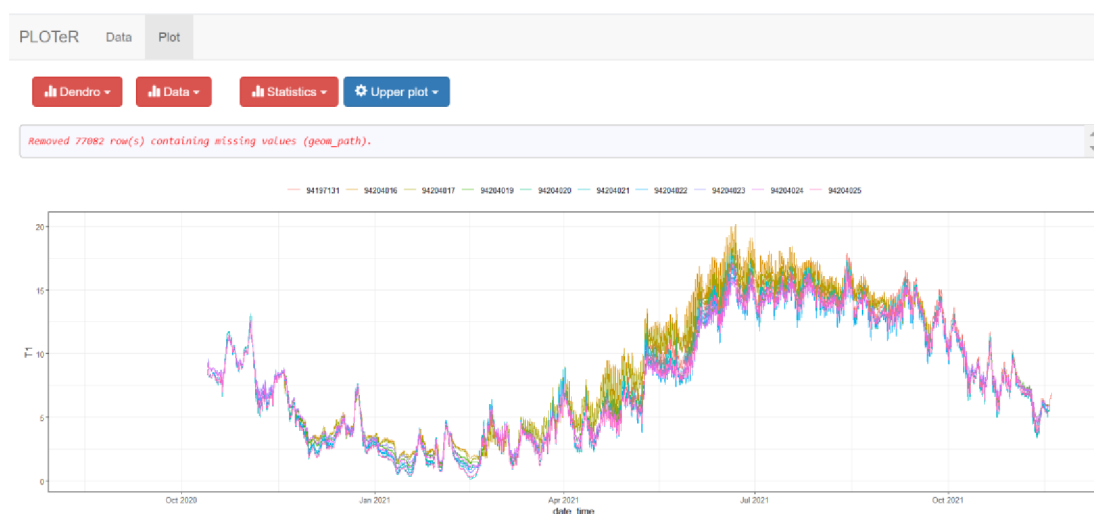 PLOTeR Data Plot
Dendro Data Statistics Upper plot
Removed 77082 row(s) containing missing values (geom_path).
94197131 94204016 94204017 94204019 94204020 94204021 94204022 94204023 94204024 94204025
20
15
10
5
0
T1
Oct 2020 Jan 2021 Apr 2021 Jul 2021 Oct 2021
date_time